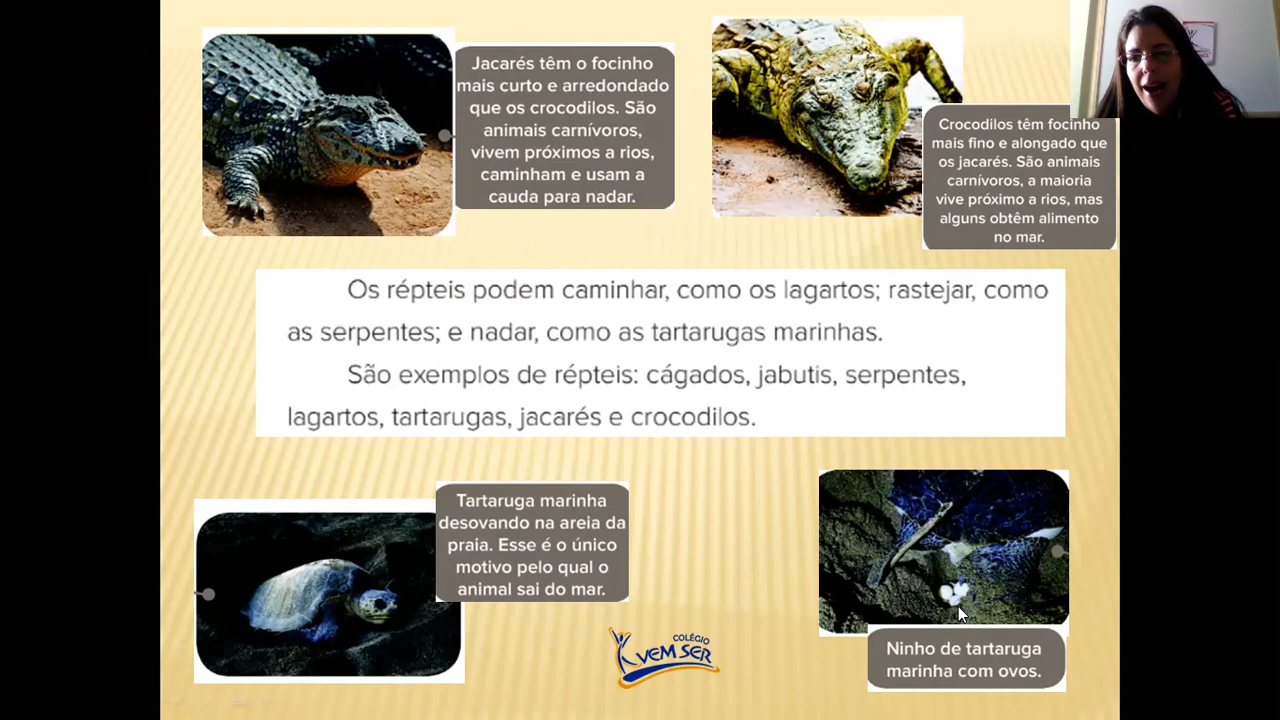 Jacarés têm o focinho
mais curto e arredondado
que os crocodilos. São
animais carnívoros,
vivem próximos a rios,
caminham e usam a
cauda para nadar.
Crocodilos têm focinho
mais fino e alongado que
os jacarés. São animais
carnívoros, a maioria
vive próximo a rios, mas
alguns obtêm alimento
no mar.
Os répteis podem caminhar, como os lagartos; rastejar, como
as serpentes; e nadar, como as tartarugas marinhas.
São exemplos de répteis: cágados, jabutis, serpentes,
lagartos, tartarugas, jacarés e crocodilos.
Tartaruga marinha
desovando na areia da
praia. Esse é o único
motivo pelo qual o
animal sai do mar.
COLÉGIO
VEM SER
Ninho de tartaruga
marinha com ovos.